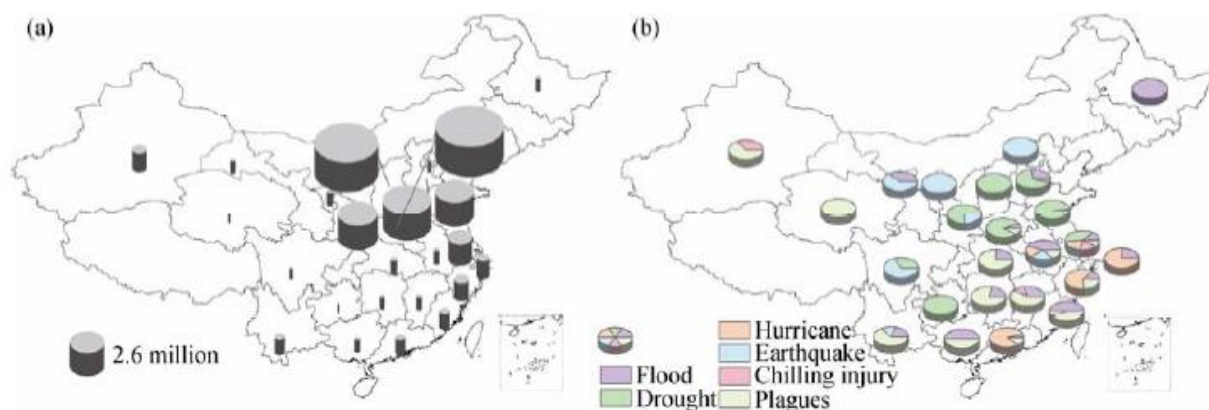 (a)
(b)
2.6 million
Hurricane
Earthquake
Flood
Chilling injury
Drought
Plagues